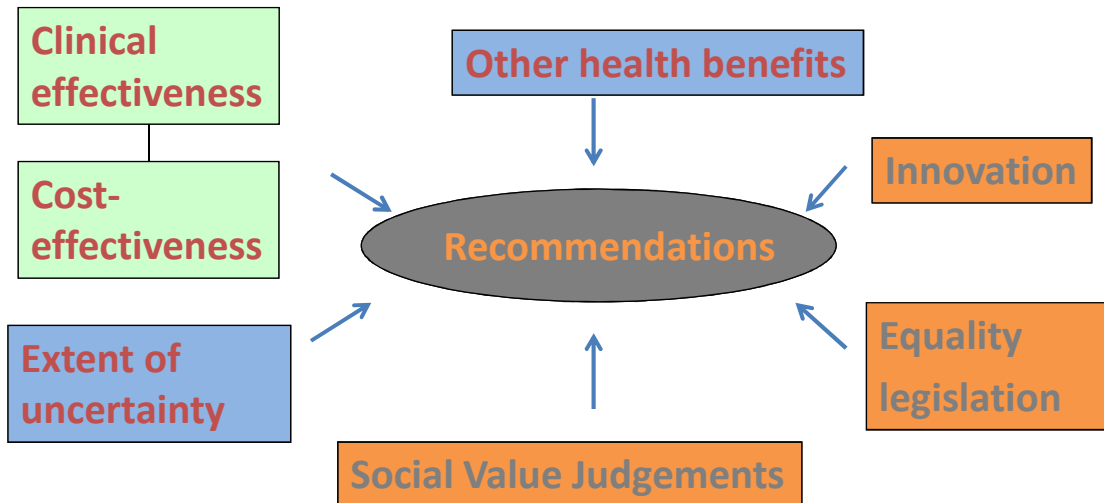 Clinical
effectiveness
Cost-
effectiveness
Extent of
uncertainty
Other health benefits
Recommendations
Innovation
Equality
legislation
Social Value Judgements